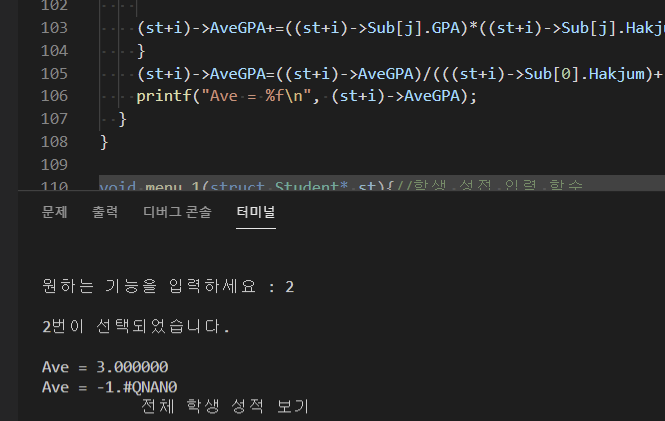 102
103 (st+i)->AveGPA+=((st+i)->Sub[j].GPA)*((st+i)->Sub[j].Hakju
104 }
105 (st+i)->AveGPA=((st+i)->AveGPA)/(((st+i)->Sub[0].Hakjum)+
106 printf("Ave = %f\n", (st+i)->AveGPA);
107 }
108 }
109
110 void menu_1(struct Student* st){//학생 성적 입력 함수
문제 출력 디버그 콘솔 터미널
원하는 기능을 입력하세요 : 2
2번이 선택되었습니다.
Ave = 3.000000
Ave = -1.#QNAN0
전체 학생 성적 보기